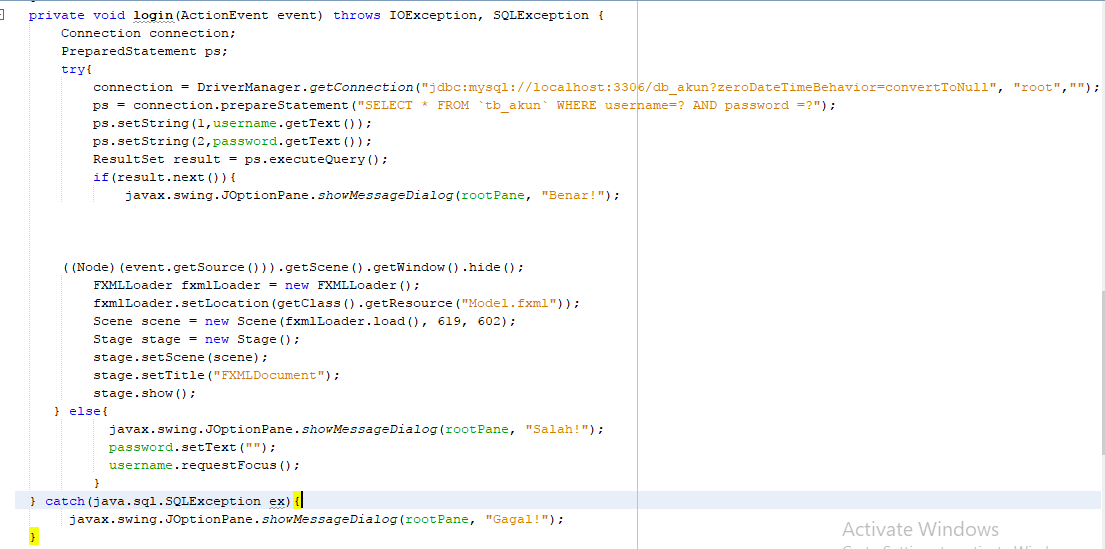 private void login(ActionEvent event) throws IOException, SQLException {
Connection connection;
PreparedStatement ps;
try{
connection = DriverManager.getConnection("jdbc:mysql://localhost:3306/db_akun?zeroDateTimeBehavior=convertToNull", "root","");
ps = connection.prepareStatement("SELECT * FROM `tb_akun` WHERE username=? AND password =?");
ps.setString(1,username.getText());
ps.setString(2,password.getText());
ResultSet result = ps.executeQuery();
if(result.next()){
javax.swing.JOptionPane.showMessageDialog(rootPane, "Benar!");
((Node)(event.getSource())).getScene().getWindow().hide();
FXMLLoader fxmlLoader = new FXMLLoader();
fxmlLoader.setLocation(getClass().getResource("Model.fxml"));
Scene scene = new Scene(fxmlLoader.load(), 619, 602);
Stage stage = new Stage();
stage.setScene(scene);
stage.setTitle("FXMLDocument");
stage.show();
} else{
javax.swing.JOptionPane.showMessageDialog(rootPane, "Salah!");
password.setText("");
username.requestFocus();
}
} catch(java.sql.SQLException ex){
javax.swing.JOptionPane.showMessageDialog(rootPane, "Gagal!");
}
Activate Windows